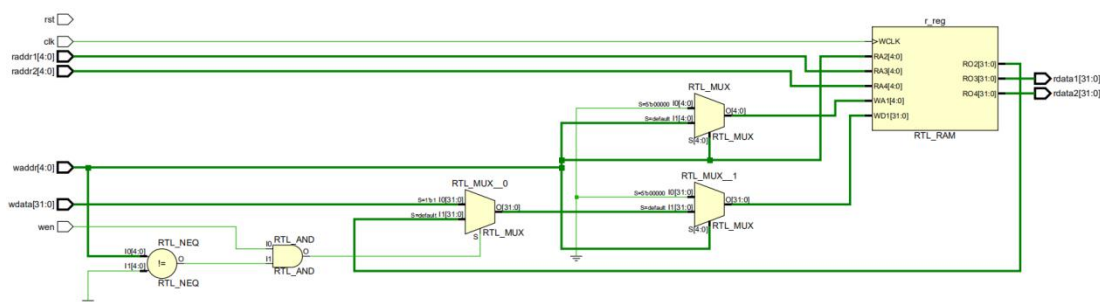 r_reg
rst
clk
raddr1[4:0]
raddr2[4:0]
WCLK
RA2[4:0]
RA3[4:0]
RA4[4:0]
WA1[4:0]
WD1[31:0]
RO2[31:0]
RO3[31:0]
RO4[31:0]
RTL_RAM
rdata1[31:0]
rdata2[31:0]
RTL_MUX
S=5'b00000 I0[4:0]
S=default I1[4:0]
O[4:0]
S[4:0]
RTL_MUX
waddr[4:0]
wdata[31:0]
wen
RTL_MUX__0
S=1'b1 I0[31:0]
S=default I1[31:0]
O[31:0]
S
RTL_MUX
RTL_MUX__1
S=5'b00000 I0[31:0]
S=default I1[31:0]
O[31:0]
S[4:0]
RTL_MUX
RTL_NEQ
I0[4:0]
I1[4:0]
!=
O
RTL_NEQ
RTL_AND
I0
I1
O
RTL_AND